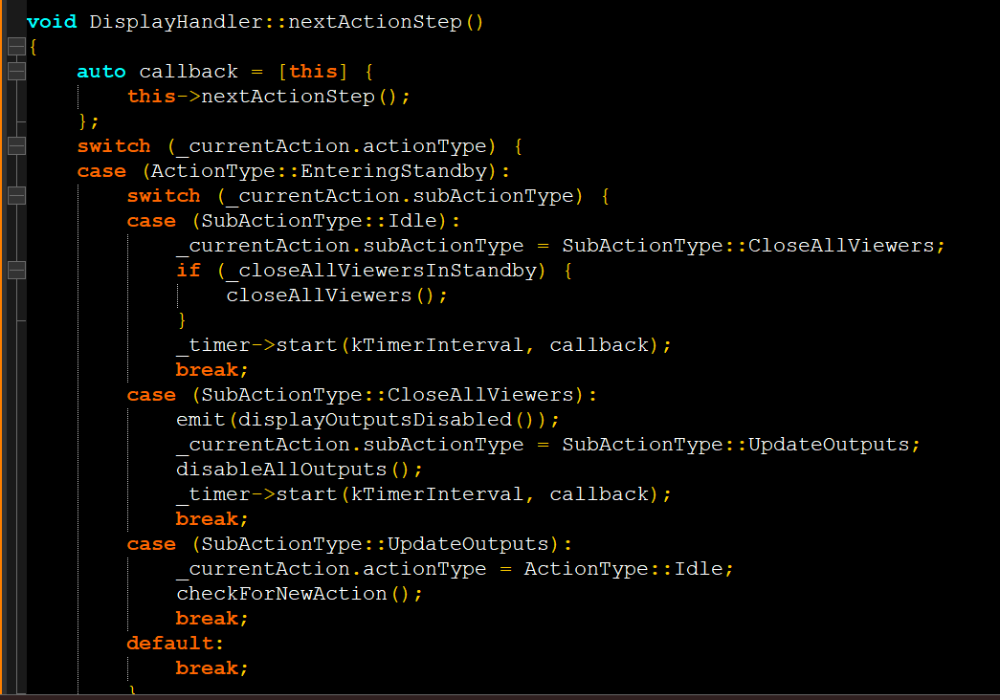 void DisplayHandler::nextActionStep()
{
    auto callback = [this] {
        this->nextActionStep();
    };
    switch (_currentAction.actionType) {
    case (ActionType::EnteringStandby):
        switch (_currentAction.subActionType) {
        case (SubActionType::Idle):
            _currentAction.subActionType = SubActionType::CloseAllViewers;
            if (_closeAllViewersInStandby) {
                closeAllViewers();
            }
            _timer->start(kTimerInterval, callback);
            break;
        case (SubActionType::CloseAllViewers):
            emit(displayOutputsDisabled());
            _currentAction.subActionType = SubActionType::UpdateOutputs;
            disableAllOutputs();
            _timer->start(kTimerInterval, callback);
            break;
        case (SubActionType::UpdateOutputs):
            _currentAction.actionType = ActionType::Idle;
            checkForNewAction();
            break;
        default:
            break;
        }